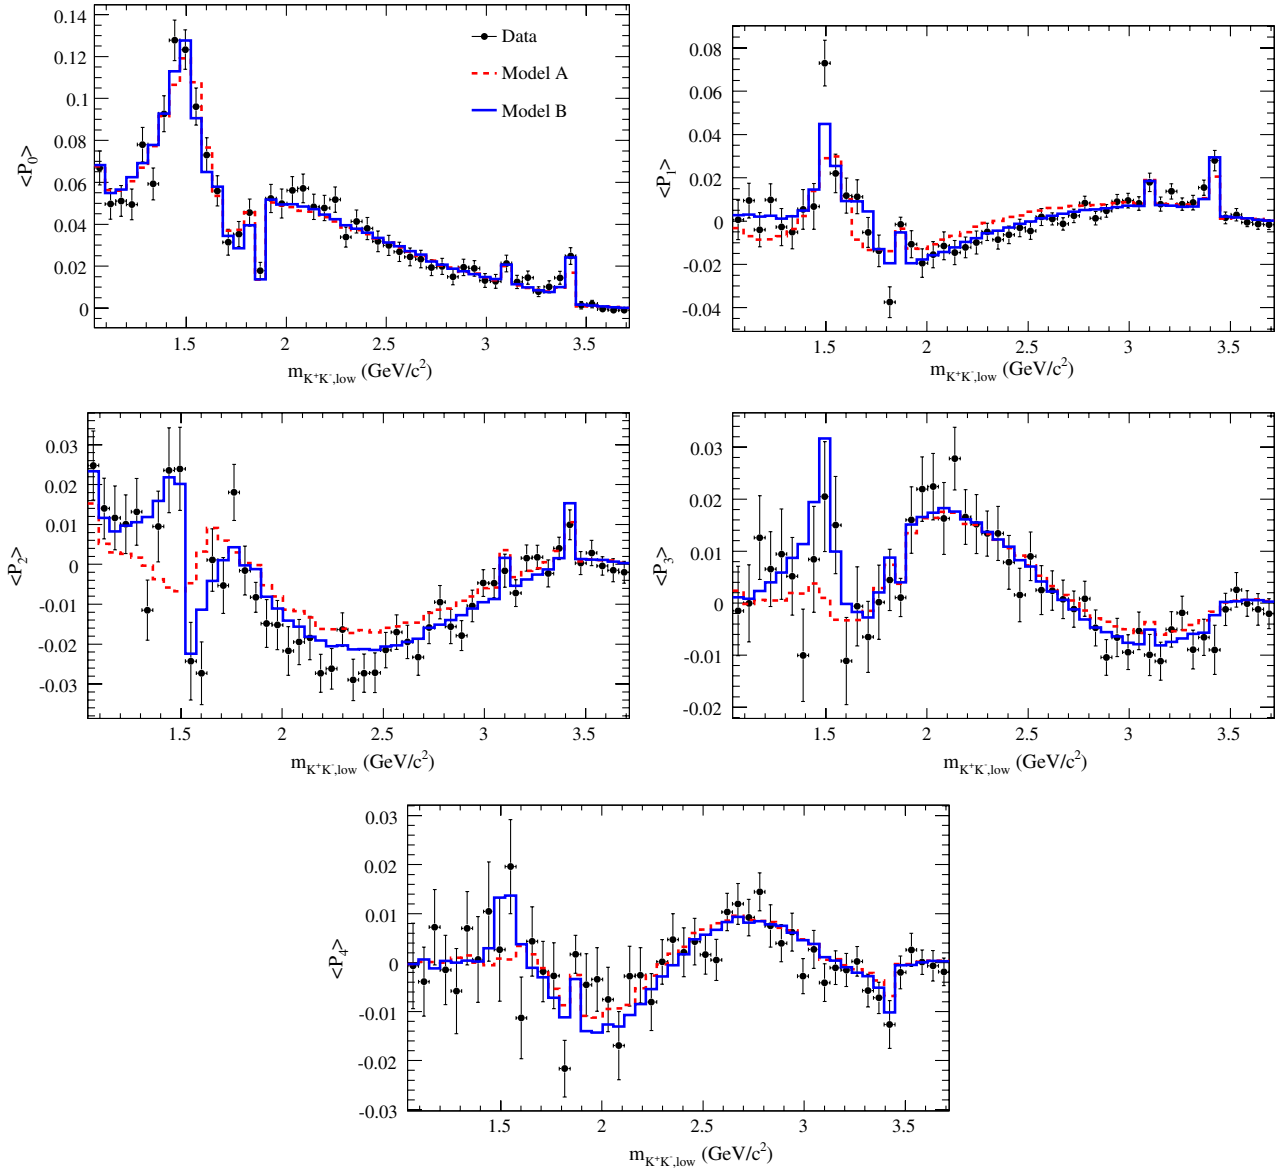 <P₀>
0.14
0.12
0.1
0.08
0.06
0.04
0.02
0
Data
Model A
Model B
1.5 2 2.5 3 3.5
m_K⁺K⁻,low (GeV/c²)
<P₁>
0.08
0.06
0.04
0.02
0
-0.02
-0.04
1.5 2 2.5 3 3.5
m_K⁺K⁻,low (GeV/c²)
<P₂>
0.03
0.02
0.01
0
-0.01
-0.02
-0.03
1.5 2 2.5 3 3.5
m_K⁺K⁻,low (GeV/c²)
<P₃>
0.03
0.02
0.01
0
-0.01
-0.02
1.5 2 2.5 3 3.5
m_K⁺K⁻,low (GeV/c²)
<P₄>
0.03
0.02
0.01
0
-0.01
-0.02
-0.03
1.5 2 2.5 3 3.5
m_K⁺K⁻,low (GeV/c²)